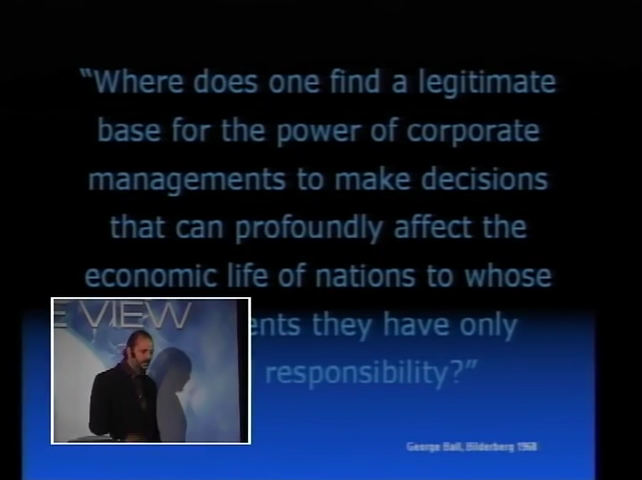 “Where does one find a legitimate
base for the power of corporate
managements to make decisions
that can profoundly affect the
economic life of nations to whose
ents they have only
responsibility?”
E VIEW
George Ball, Bilderberg 1968